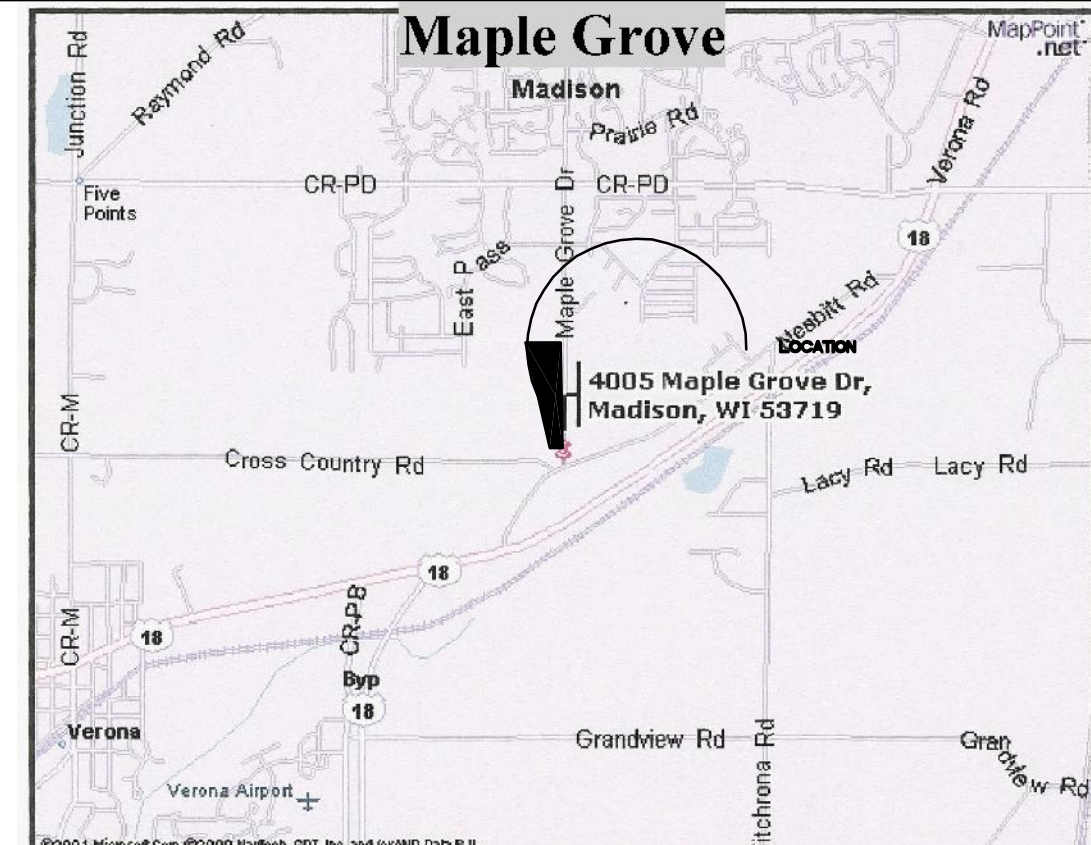 Maple Grove
MapPoint
.net
Junction Rd
Raymond Rd
Madison
Prairie Rd
Verona Rd
Five
Points
CR-PD
Maple Grove Dr
CR-PD
18
East Pass
Nesbitt Rd
LOCATION
4005 Maple Grove Dr,
Madison, WI 53719
CR-M
Cross Country Rd
Lacy Rd
Lacy Rd
18
CR-PB
18
CR-M
Byp
18
Verona
Grandview Rd
Grandview Rd
itchrona Rd
Verona Airport